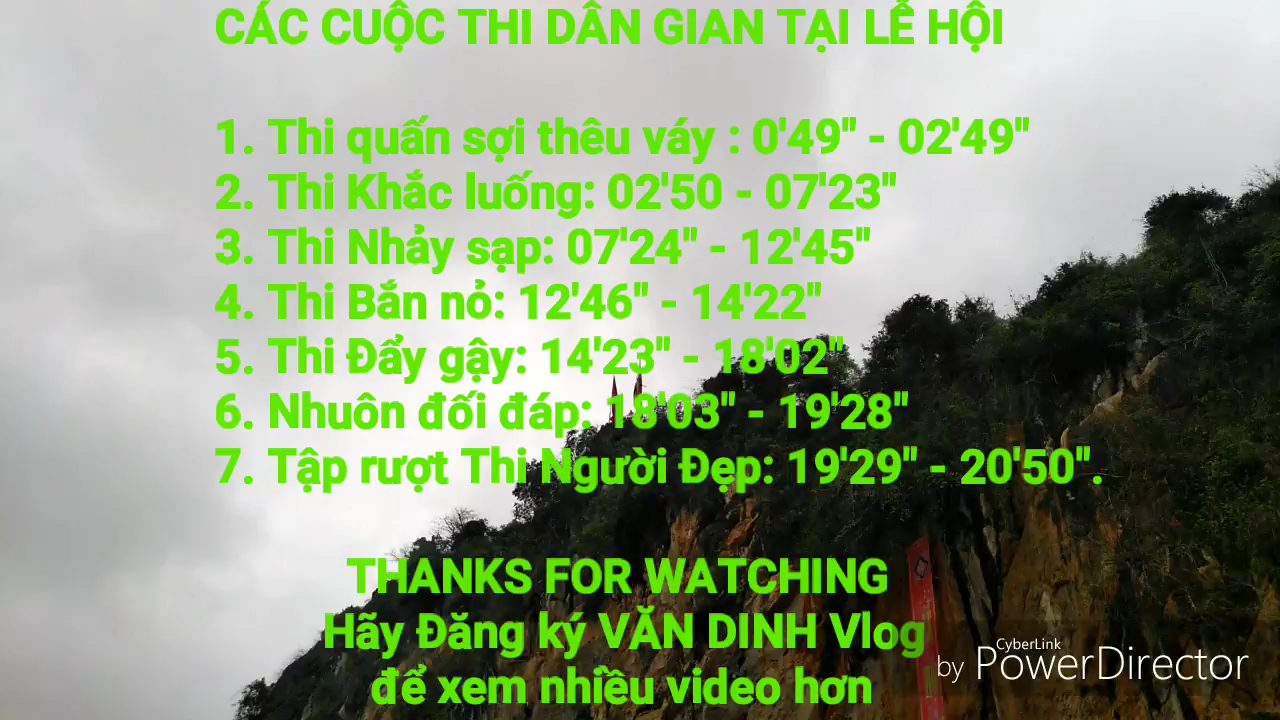 CÁC CUỘC THI DÂN GIAN TẠI LỄ HỘI
1. Thi quấn sợi thêu váy : 0'49" - 02'49"
2. Thi Khắc luống: 02'50 - 07'23"
3. Thi Nhảy sạp: 07'24" - 12'45"
4. Thi Bắn nỏ: 12'46" - 14'22"
5. Thi Đẩy gậy: 14'23" - 18'02"
6. Nhuôn đối đáp: 18'03" - 19'28"
7. Tập rượt Thi Người Đẹp: 19'29" - 20'50".
THANKS FOR WATCHING
Hãy Đăng ký VĂN DINH Vlog
để xem nhiều video hơn
CyberLink
by PowerDirector